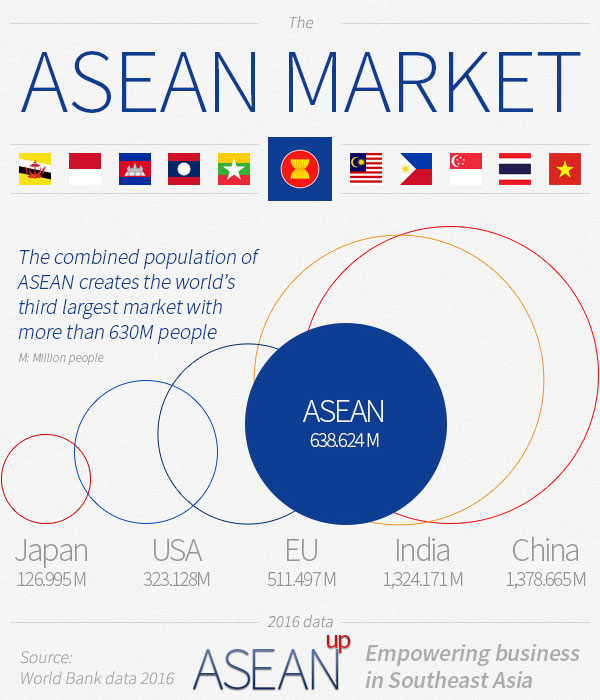 The
ASEAN MARKET
The combined population of
ASEAN creates the world's
third largest market with
more than 630M people
M: Million people
ASEAN
638.624 M
Japan
126.995 M
USA
323.128M
EU
511.497 M
India
1,324.171 M
China
1,378.665 M
2016 data
Source:
World Bank data 2016
ASEAN up
Empowering business
in Southeast Asia